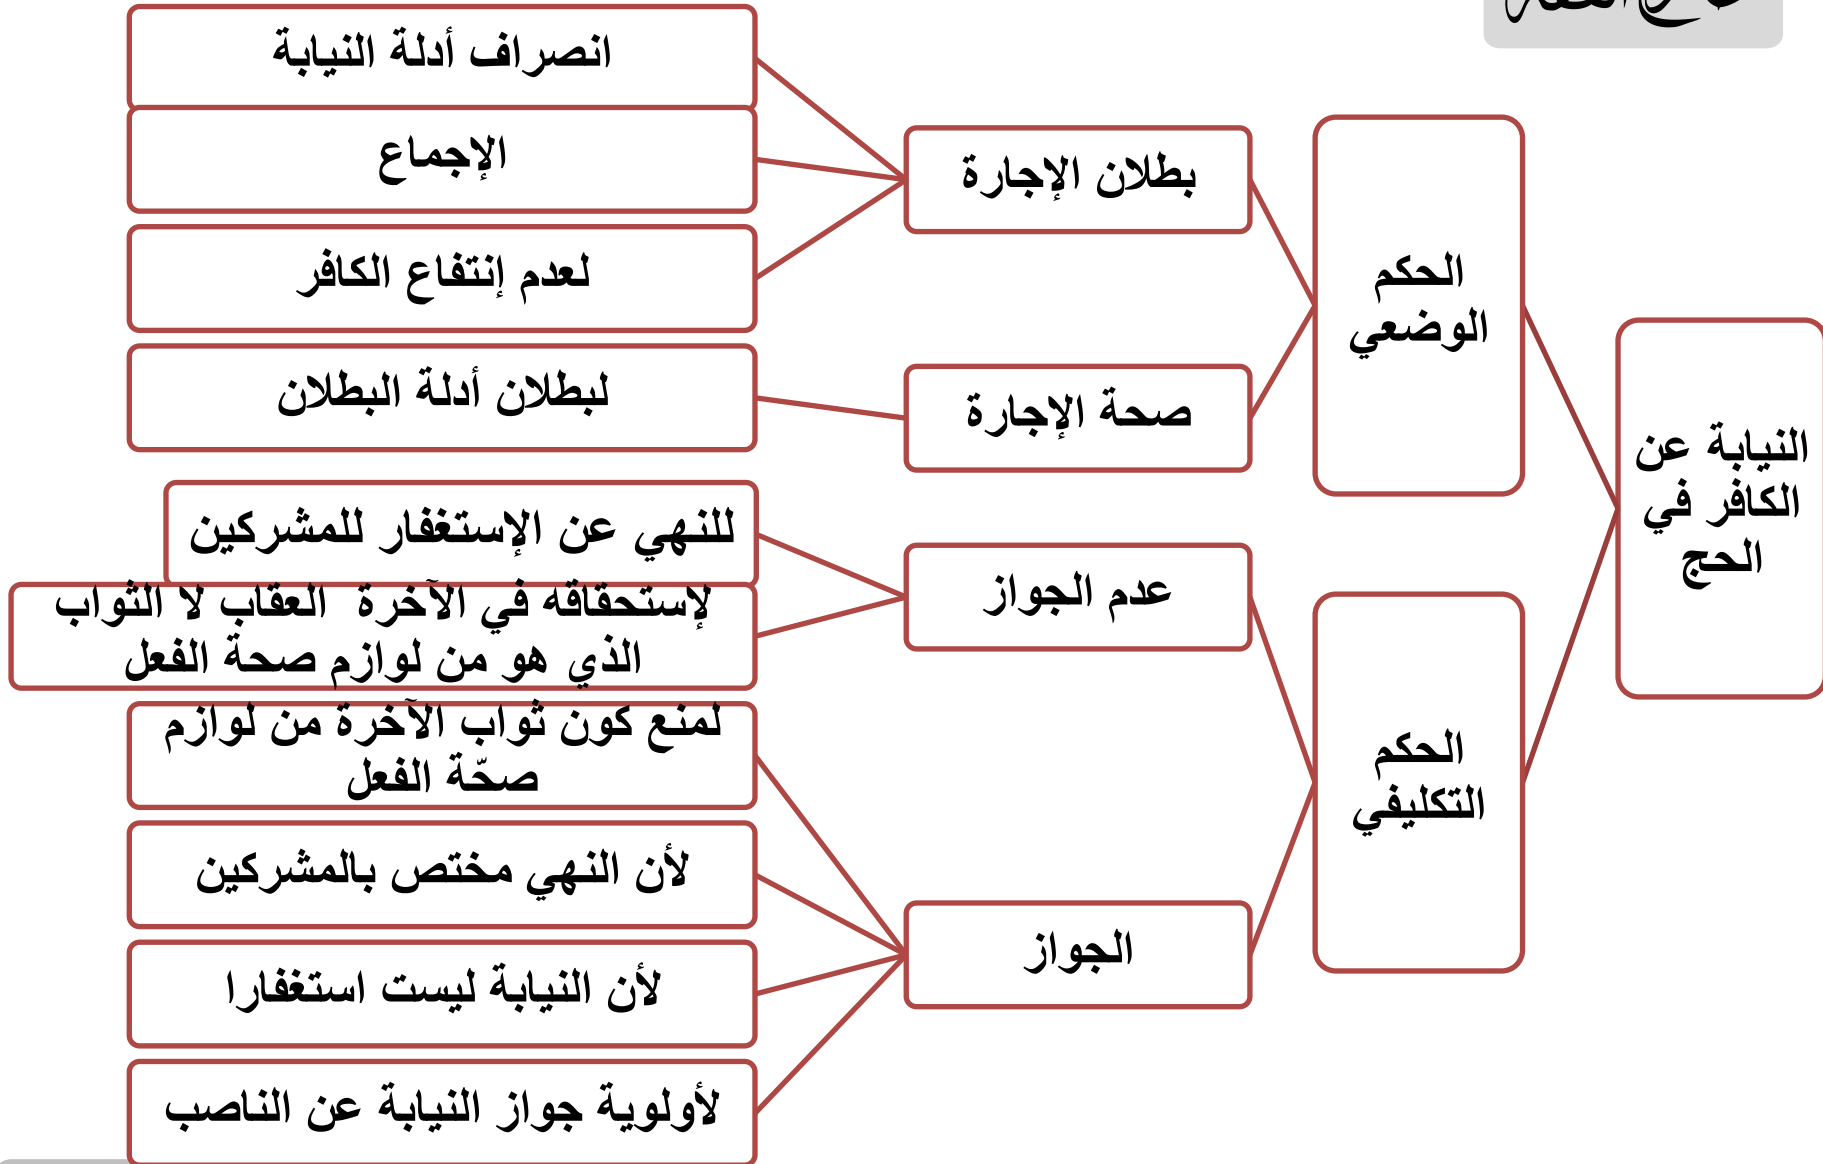 النيابة عن
الكافر في
الحج
الحكم
الوضعي
بطلان الإجارة
انصراف أدلة النيابة
الإجماع
لعدم إنتفاع الكافر
صحة الإجارة
لبطلان أدلة البطلان
الحكم
التكليفي
عدم الجواز
للنهي عن الإستغفار للمشركين
لإستحقاقه في الآخرة العقاب لا الثواب
الذي هو من لوازم صحة الفعل
الجواز
لمنع كون ثواب الآخرة من لوازم
صحّة الفعل
لأن النهي مختص بالمشركين
لأن النيابة ليست استغفارا
لأولوية جواز النيابة عن الناصب